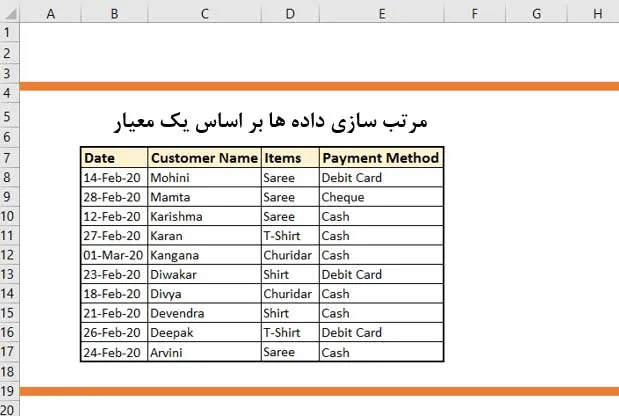 A B C D E F G H
1
2
3
4
5 مرتب سازی داده ها بر اساس یک معیار
6
7 Date Customer Name Items Payment Method
8 14-Feb-20 Mohini Saree Debit Card
9 28-Feb-20 Mamta Saree Cheque
10 12-Feb-20 Karishma Saree Cash
11 27-Feb-20 Karan T-Shirt Cash
12 01-Mar-20 Kangana Churidar Cash
13 23-Feb-20 Diwakar Shirt Debit Card
14 18-Feb-20 Divya Churidar Cash
15 21-Feb-20 Devendra Shirt Cash
16 26-Feb-20 Deepak T-Shirt Debit Card
17 24-Feb-20 Arvini Saree Cash
18
19
20